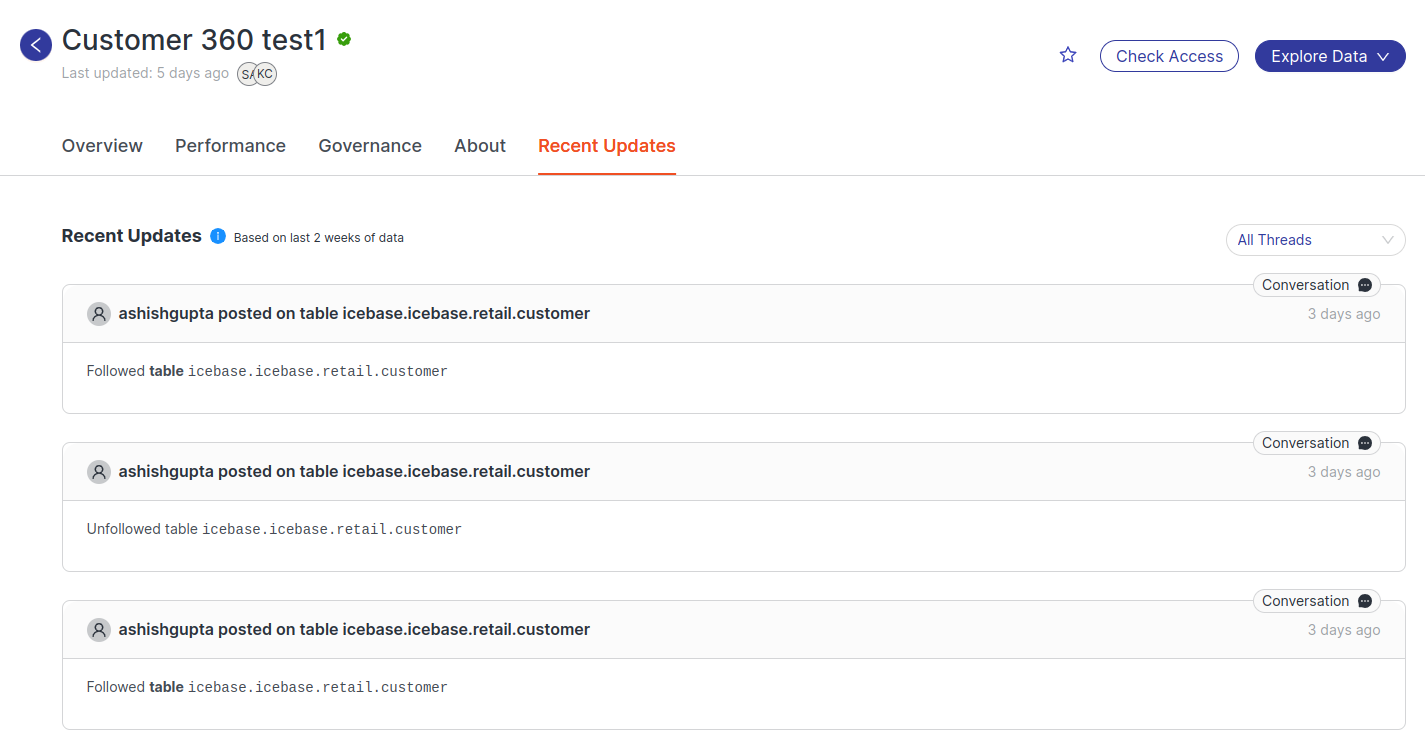 Customer 360 test1
Last updated: 5 days ago KC
Check Access
Explore Data
Overview Performance Governance About Recent Updates
Recent Updates Based on last 2 weeks of data
All Threads
Conversation
ashishgupta posted on table icebase.icebase.retail.customer
3 days ago
Followed table icebase.icebase.retail.customer
Conversation
ashishgupta posted on table icebase.icebase.retail.customer
3 days ago
Unfollowed table icebase.icebase.retail.customer
Conversation
ashishgupta posted on table icebase.icebase.retail.customer
3 days ago
Followed table icebase.icebase.retail.customer